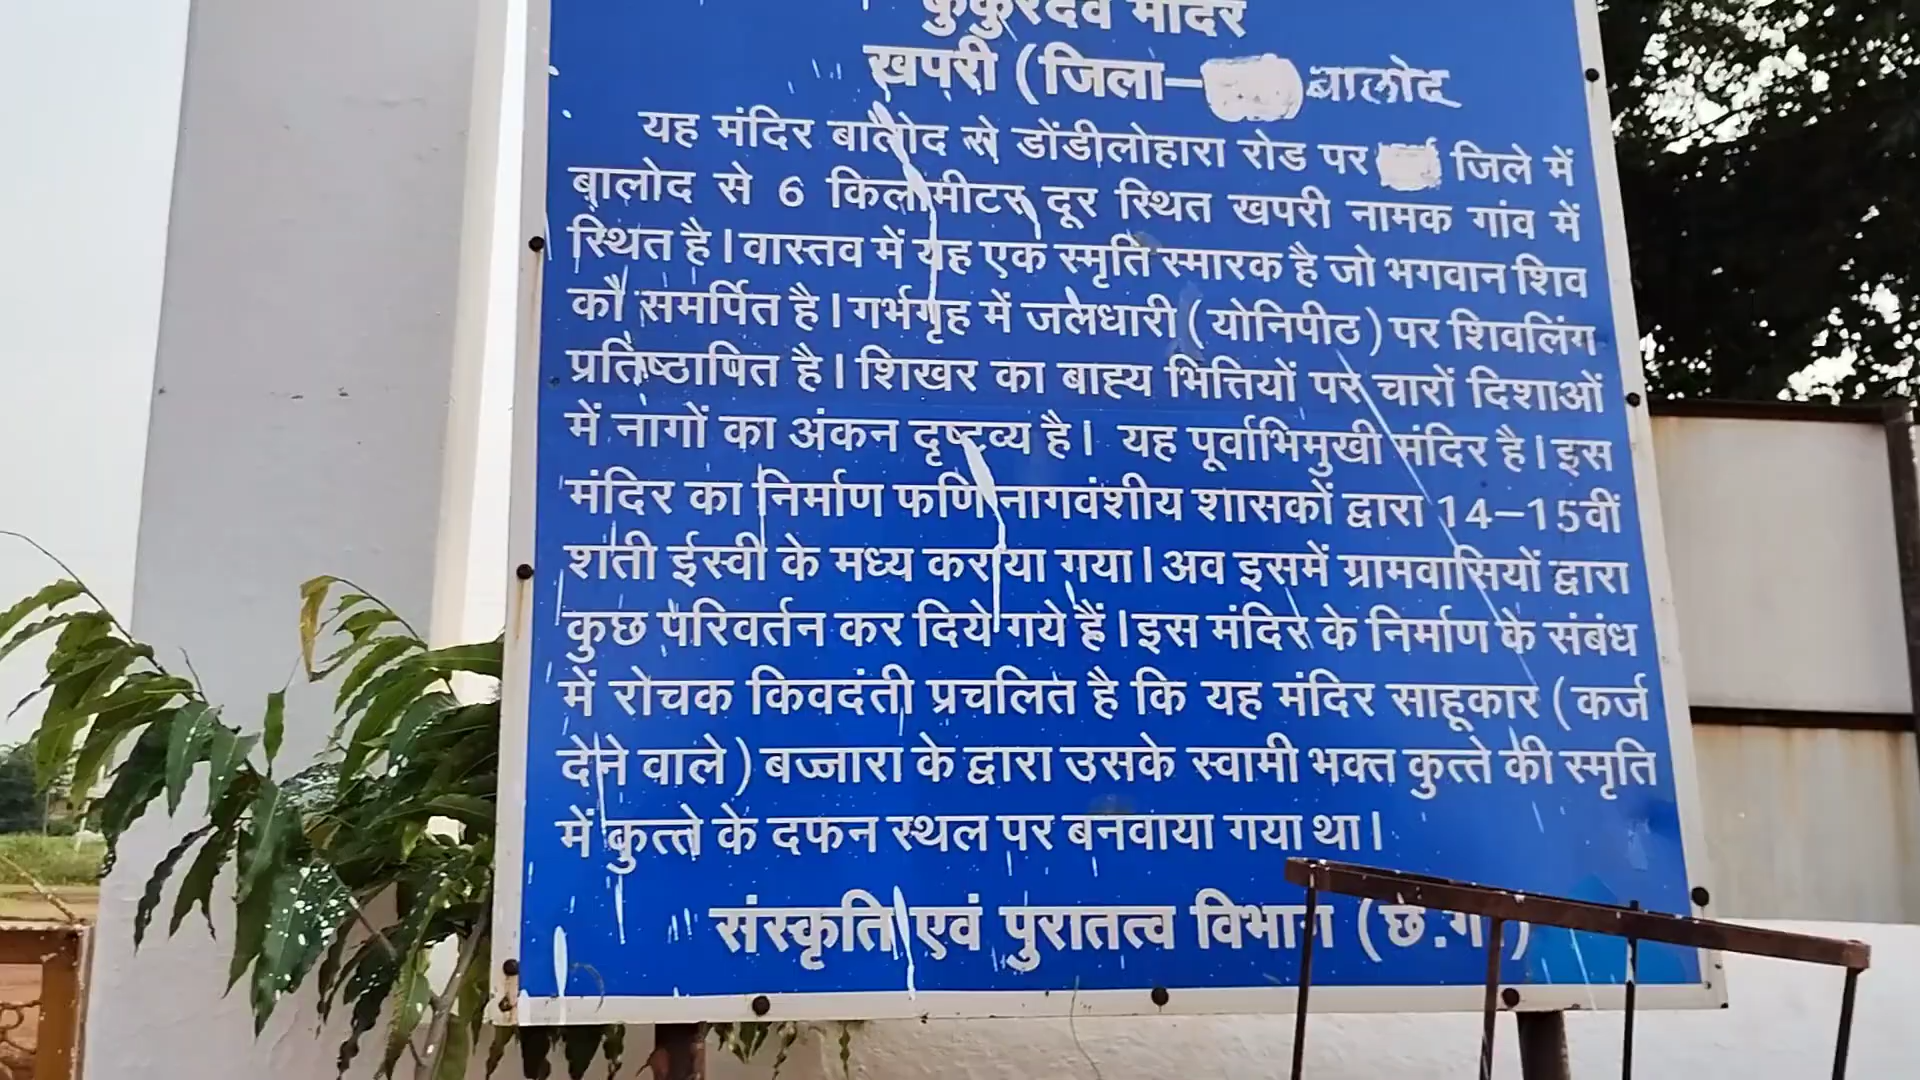 कुकुरदेव मंदिर
खपरी (जिला– बालोद
यह मंदिर बालोद से डोंडीलोहारा रोड पर जिले में
बालोद से 6 किलोमीटर दूर स्थित खपरी नामक गांव में
स्थित है। वास्तव में यह एक स्मृति स्मारक है जो भगवान शिव
को समर्पित है। गर्भगृह में जलधारी (योनिपीठ) पर शिवलिंग
प्रतिष्ठापित है। शिखर का बाह्य भित्तियों पर चारों दिशाओं
में नागों का अंकन दृष्टव्य है। यह पूर्वाभिमुखी मंदिर है। इस
मंदिर का निर्माण फणि नागवंशीय शासकों द्वारा 14–15वीं
शती ईस्वी के मध्य कराया गया। अव इसमें ग्रामवासियों द्वारा
कुछ परिवर्तन कर दिये गये हैं। इस मंदिर के निर्माण के संबंध
में रोचक किवदंती प्रचलित है कि यह मंदिर साहूकार (कर्ज
देने वाले) बज्जारा के द्वारा उसके स्वामी भक्त कुत्ते की स्मृति
में कुत्ते के दफन स्थल पर बनवाया गया था।
संस्कृति एवं पुरातत्व विभाग (छ.ग.)